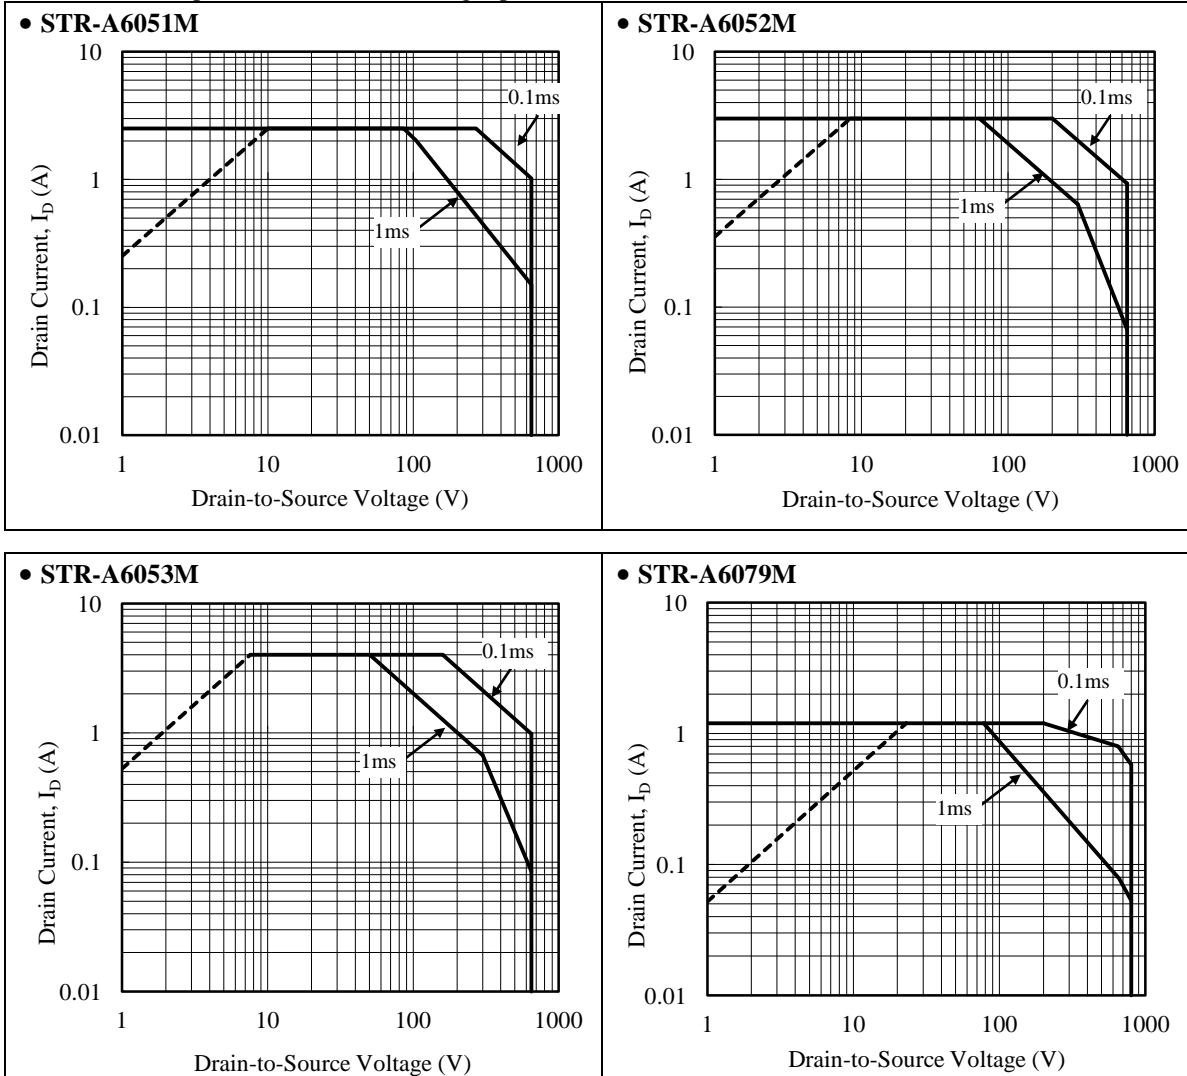 • STR-A6051M
10
1
0.1
0.01
Drain Current, I_D (A)
0.1ms
1ms
1 10 100 1000
Drain-to-Source Voltage (V)
• STR-A6052M
10
1
0.1
0.01
Drain Current, I_D (A)
0.1ms
1ms
1 10 100 1000
Drain-to-Source Voltage (V)
• STR-A6053M
10
1
0.1
0.01
Drain Current, I_D (A)
0.1ms
1ms
1 10 100 1000
Drain-to-Source Voltage (V)
• STR-A6079M
10
1
0.1
0.01
Drain Current, I_D (A)
0.1ms
1ms
1 10 100 1000
Drain-to-Source Voltage (V)